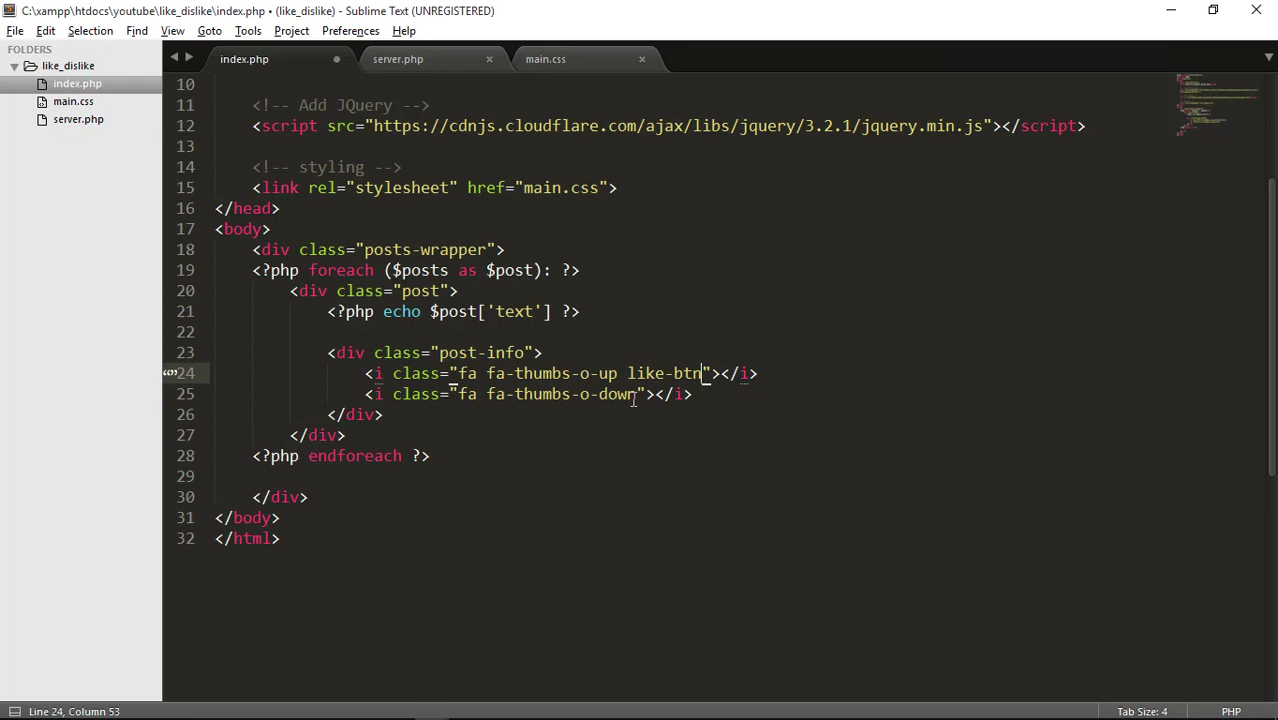 C:\xampp\htdocs\youtube\like_dislike\index.php • (like_dislike) - Sublime Text (UNREGISTERED)
File Edit Selection Find View Goto Tools Project Preferences Help
FOLDERS
like_dislike
index.php
main.css
server.php
index.php server.php × main.css ×
10
11 <!-- Add JQuery -->
12 <script src="https://cdnjs.cloudflare.com/ajax/libs/jquery/3.2.1/jquery.min.js"></script>
13
14 <!-- styling -->
15 <link rel="stylesheet" href="main.css">
16 </head>
17 <body>
18 <div class="posts-wrapper">
19 <?php foreach ($posts as $post): ?>
20 <div class="post">
21 <?php echo $post['text'] ?>
22
23 <div class="post-info">
24 <i class="fa fa-thumbs-o-up like-btn"></i>
25 <i class="fa fa-thumbs-o-down"></i>
26 </div>
27 </div>
28 <?php endforeach ?>
29
30 </div>
31 </body>
32 </html>
Line 24, Column 53 Tab Size: 4 PHP